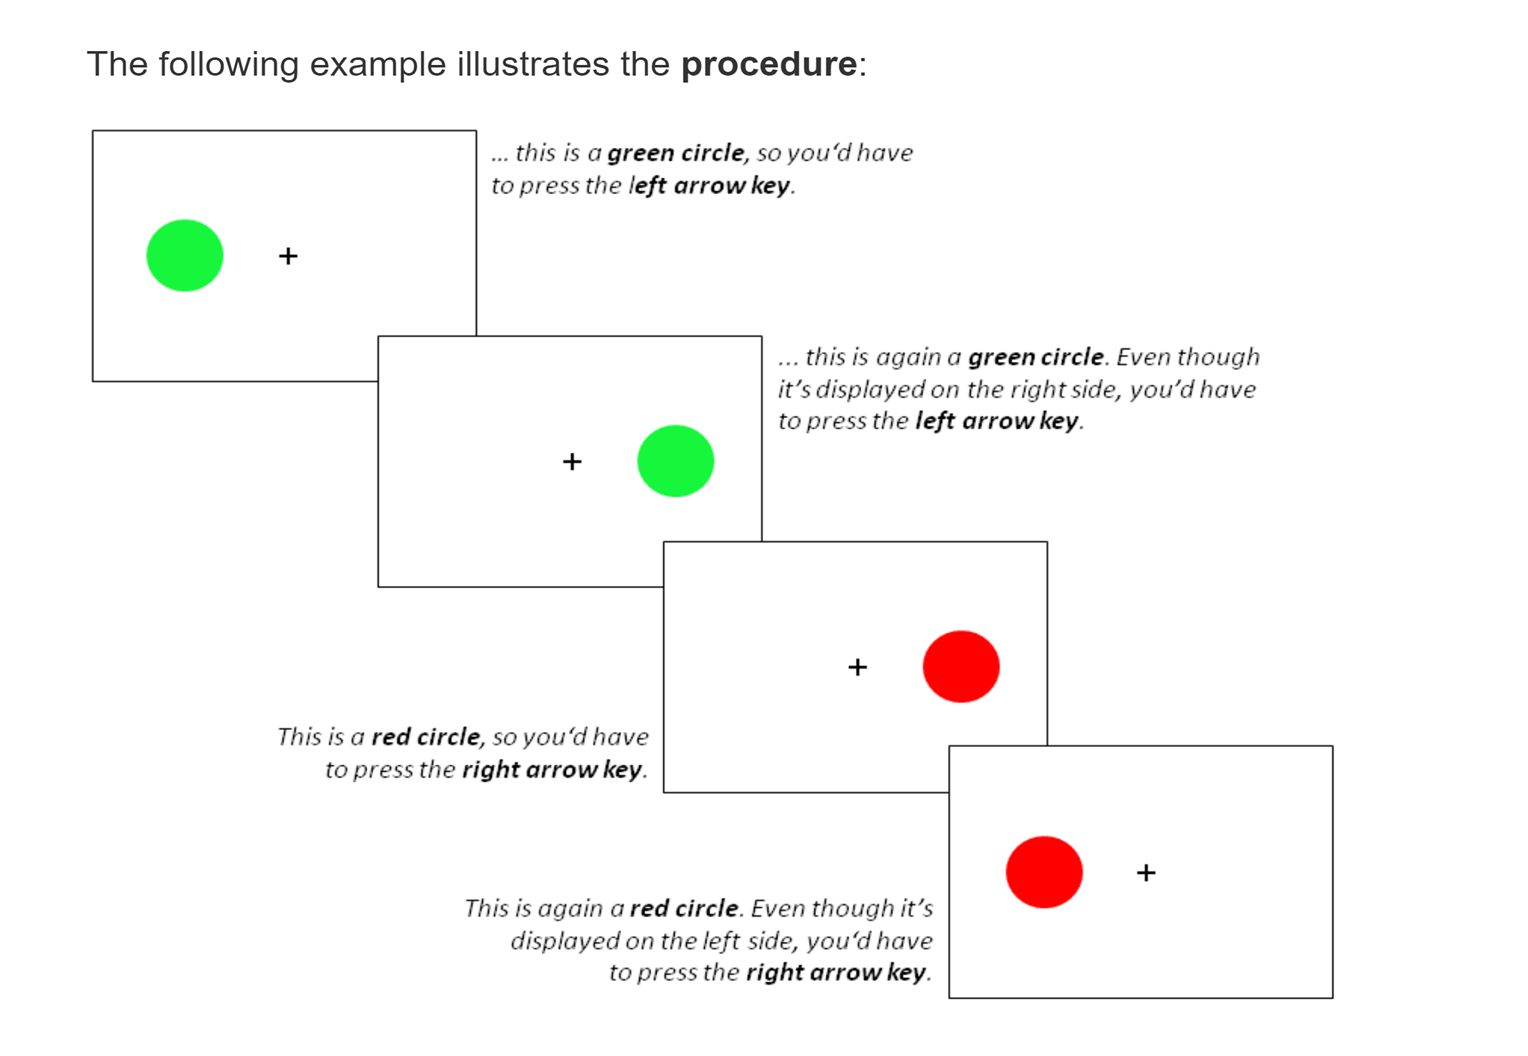 The following example illustrates the procedure:
... this is a green circle, so you‘d have
to press the left arrow key.
+
... this is again a green circle. Even though
it’s displayed on the right side, you’d have
to press the left arrow key.
+
+
This is a red circle, so you‘d have
to press the right arrow key.
+
This is again a red circle. Even though it’s
displayed on the left side, you‘d have
to press the right arrow key.